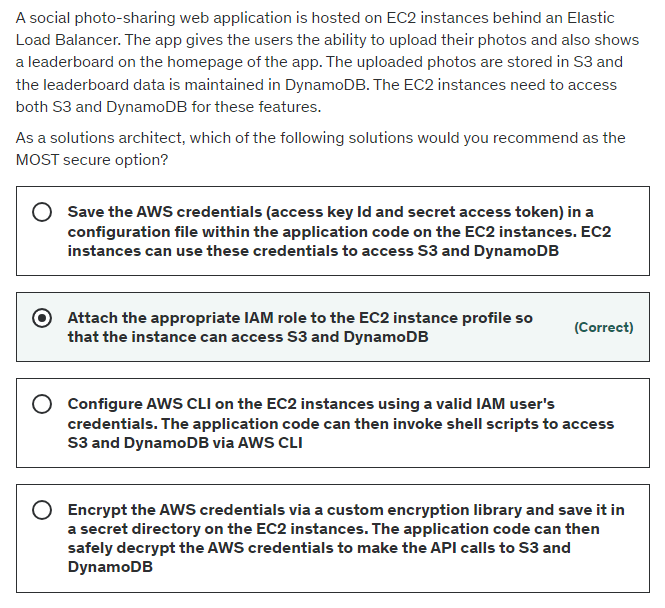 A social photo-sharing web application is hosted on EC2 instances behind an Elastic
Load Balancer. The app gives the users the ability to upload their photos and also shows
a leaderboard on the homepage of the app. The uploaded photos are stored in S3 and
the leaderboard data is maintained in DynamoDB. The EC2 instances need to access
both S3 and DynamoDB for these features.
As a solutions architect, which of the following solutions would you recommend as the
MOST secure option?
Save the AWS credentials (access key Id and secret access token) in a
configuration file within the application code on the EC2 instances. EC2
instances can use these credentials to access S3 and DynamoDB
Attach the appropriate IAM role to the EC2 instance profile so
that the instance can access S3 and DynamoDB
(Correct)
Configure AWS CLI on the EC2 instances using a valid IAM user's
credentials. The application code can then invoke shell scripts to access
S3 and DynamoDB via AWS CLI
Encrypt the AWS credentials via a custom encryption library and save it in
a secret directory on the EC2 instances. The application code can then
safely decrypt the AWS credentials to make the API calls to S3 and
DynamoDB